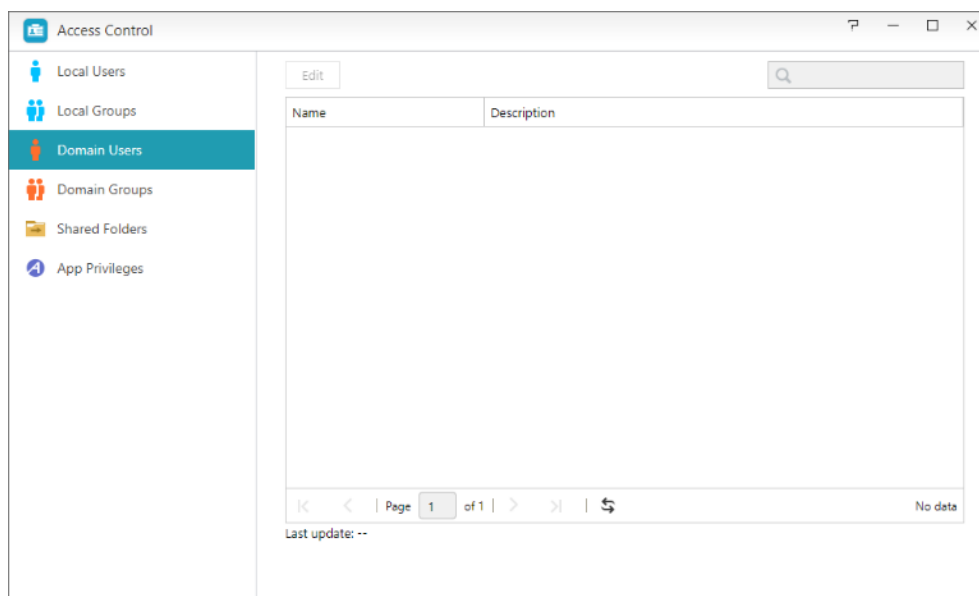 Access Control
Local Users
Local Groups
Domain Users
Domain Groups
Shared Folders
App Privileges
Edit
Name Description
Page 1 of 1 No data
Last update: --